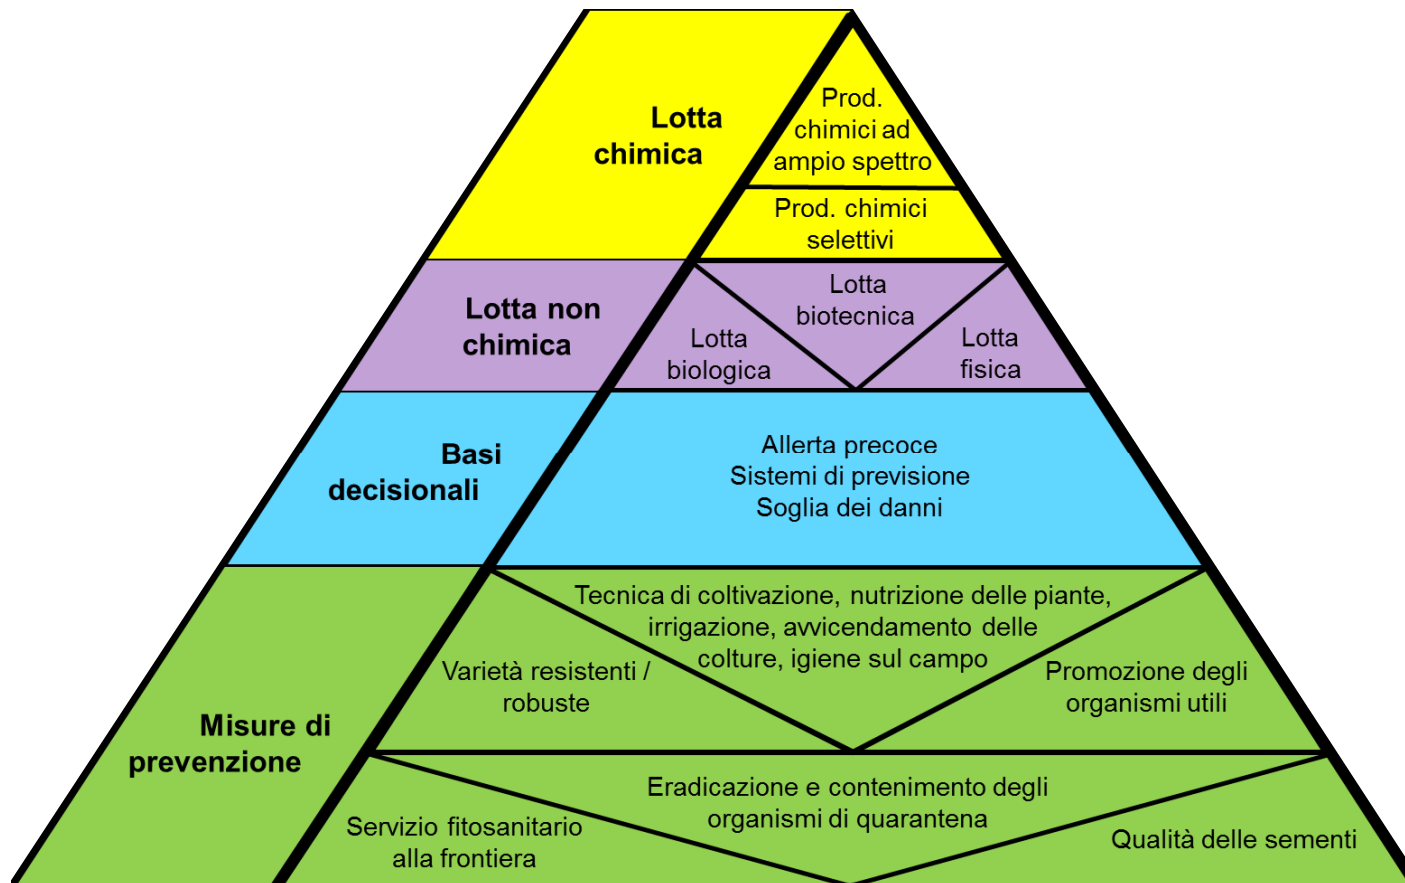 Lotta
chimica
Prod.
chimici ad
ampio spettro
Prod. chimici
selettivi
Lotta non
chimica
Lotta
biologica
Lotta
biotecnica
Lotta
fisica
Basi
decisionali
Allerta precoce
Sistemi di previsione
Soglia dei danni
Misure di
prevenzione
Varietà resistenti /
robuste
Tecnica di coltivazione, nutrizione delle piante,
irrigazione, avvicendamento delle
colture, igiene sul campo
Promozione degli
organismi utili
Servizio fitosanitario
alla frontiera
Eradicazione e contenimento degli
organismi di quarantena
Qualità delle sementi